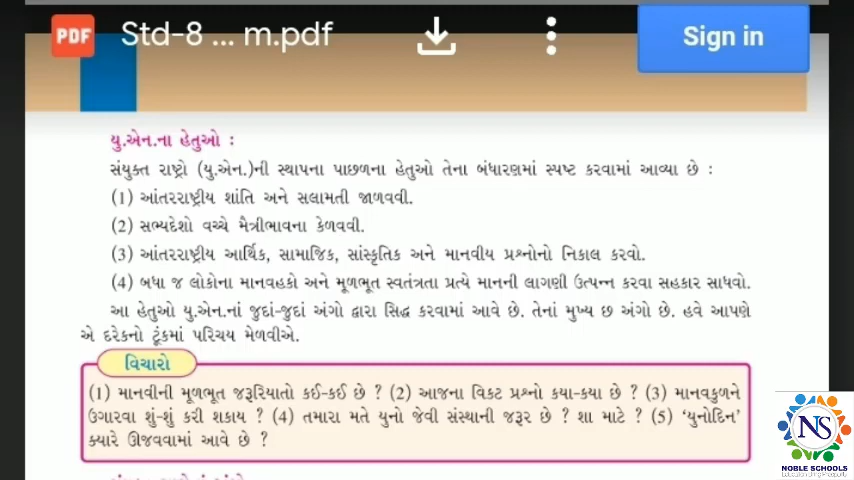 PDF Std-8 ... m.pdf Sign in
યુ.એન.ના હેતુઓ :
સંયુક્ત રાષ્ટ્રો (યુ.એન.)ની સ્થાપના પાછળના હેતુઓ તેના બંધારણમાં સ્પષ્ટ કરવામાં આવ્યા છે :
(1) આંતરરાષ્ટ્રીય શાંતિ અને સલામતી જાળવવી.
(2) સભ્યદેશો વચ્ચે મૈત્રીભાવના કેળવવી.
(3) આંતરરાષ્ટ્રીય આર્થિક, સામાજિક, સાંસ્કૃતિક અને માનવીય પ્રશ્નોનો નિકાલ કરવો.
(4) બધા જ લોકોના માનવહકો અને મૂળભૂત સ્વતંત્રતા પ્રત્યે માનની લાગણી ઉત્પન્ન કરવા સહકાર સાધવો.
આ હેતુઓ યુ.એન.નાં જુદાં-જુદાં અંગો દ્વારા સિદ્ધ કરવામાં આવે છે. તેનાં મુખ્ય છ અંગો છે. હવે આપણે
એ દરેકનો ટૂંકમાં પરિચય મેળવીએ.
વિચારો
(1) માનવીની મૂળભૂત જરૂરિયાતો કઈ-કઈ છે ? (2) આજના વિકટ પ્રશ્નો કયા-કયા છે ? (3) માનવકુળને
ઉગારવા શું-શું કરી શકાય ? (4) તમારા મતે યુનો જેવી સંસ્થાની જરૂર છે ? શા માટે ? (5) ‘યુનોદિન’
ક્યારે ઊજવવામાં આવે છે ?
NS
NOBLE SCHOOLS